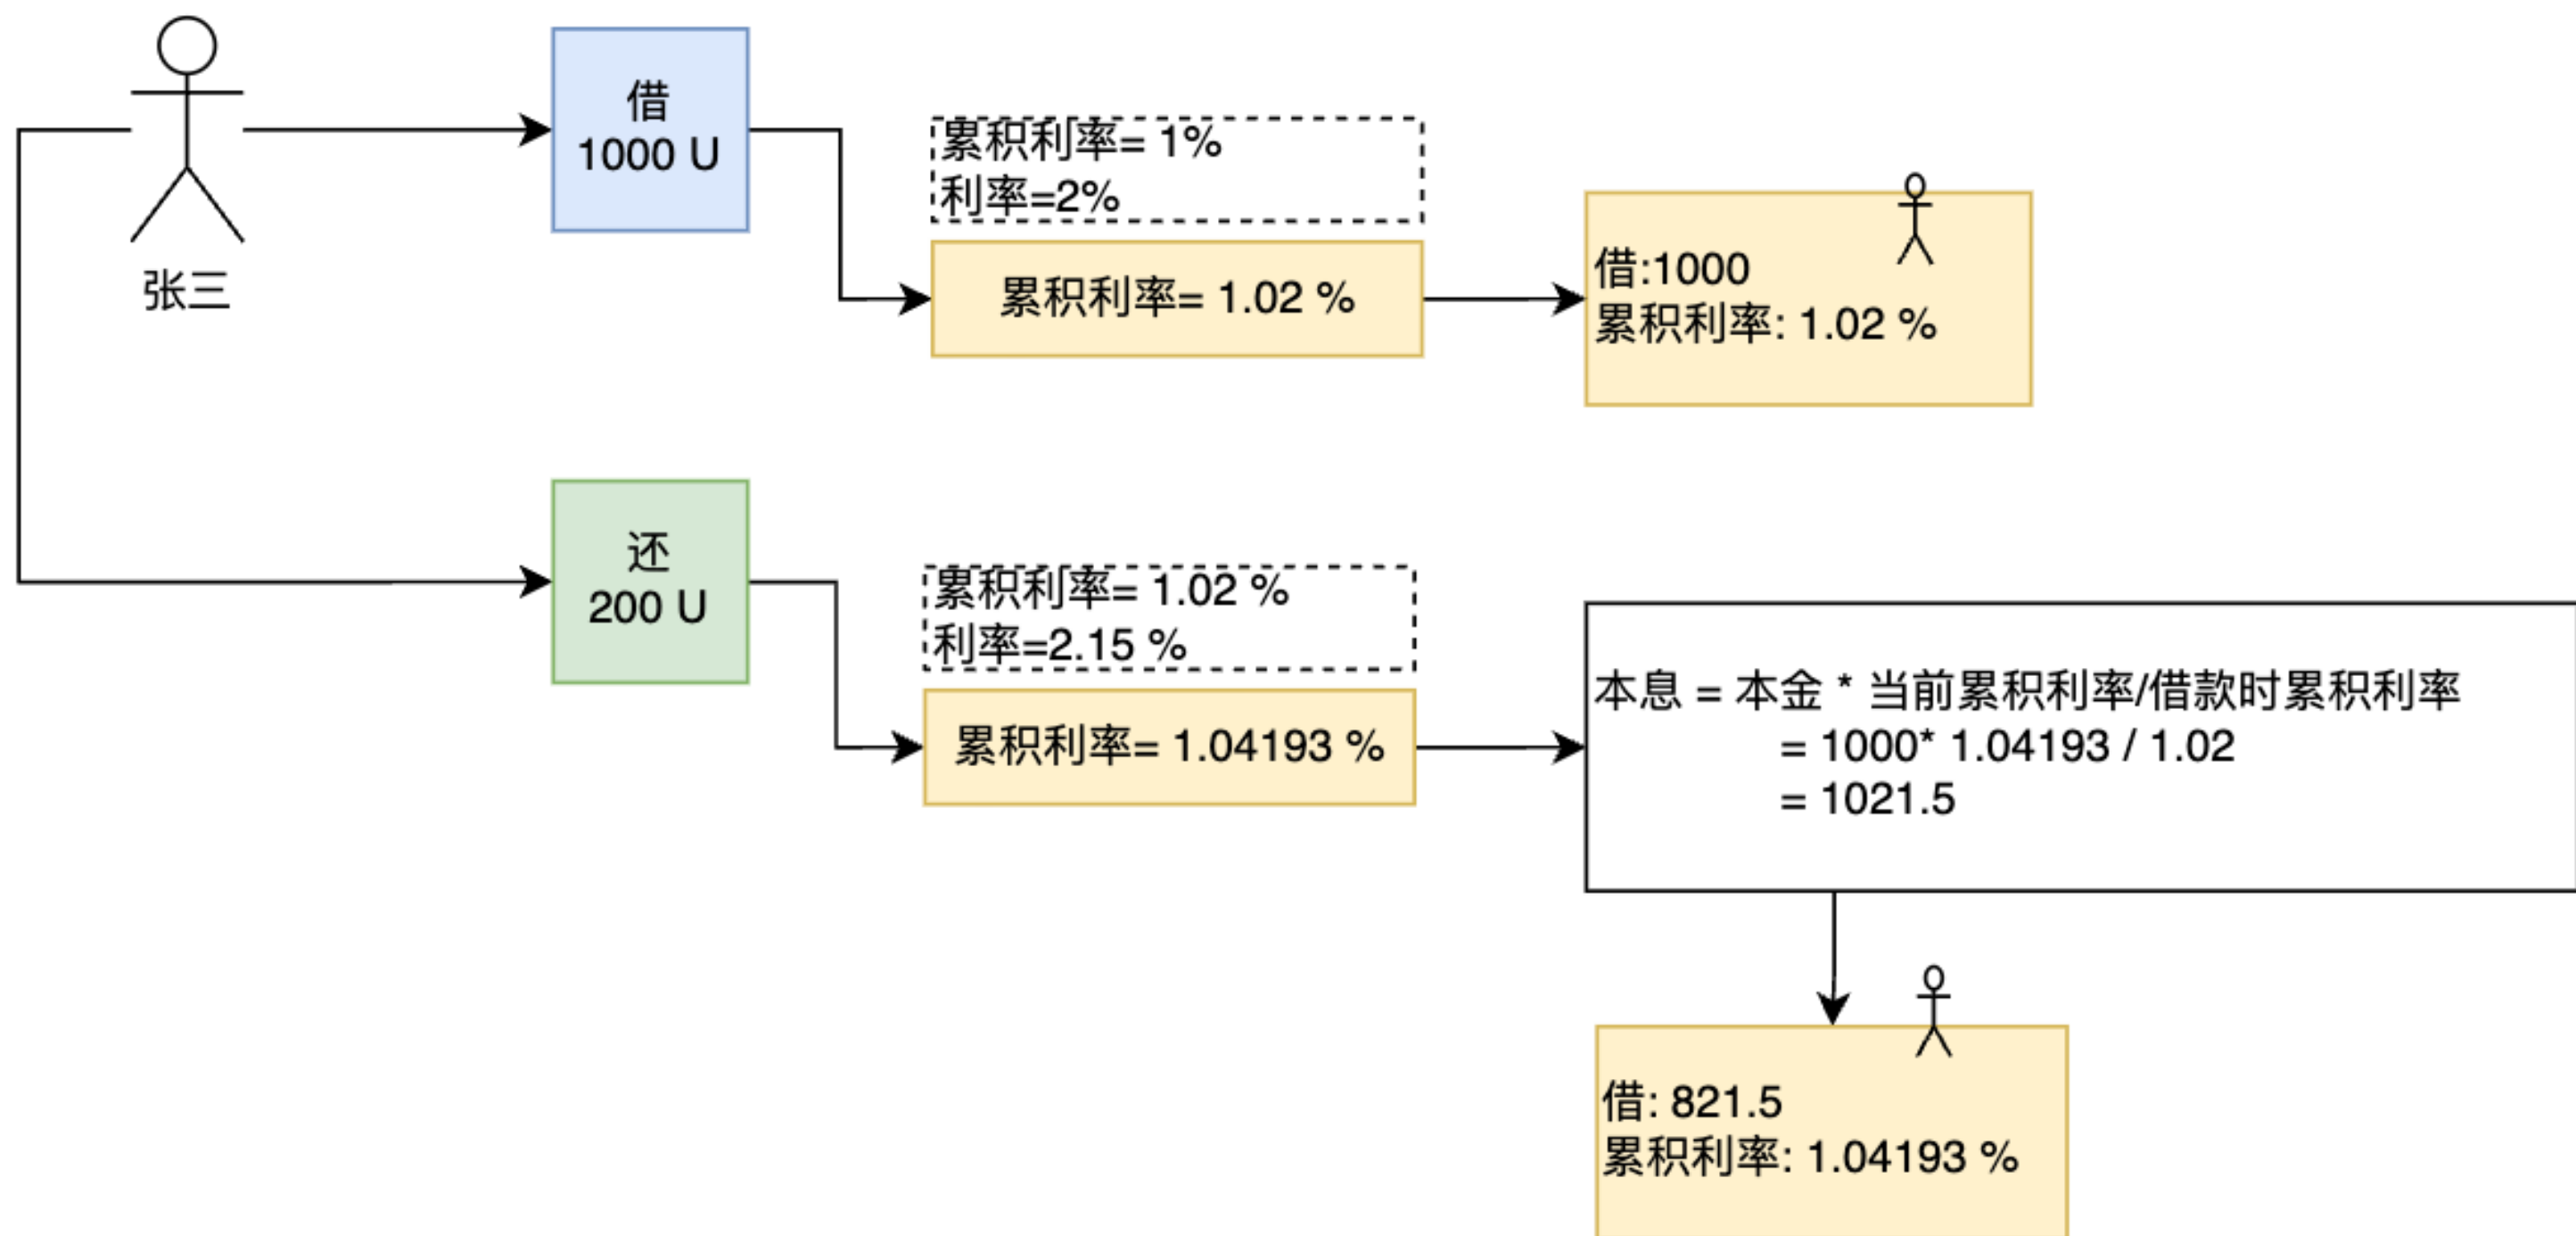 张三
借
1000 U
累积利率= 1%
利率=2%
累积利率= 1.02 %
借:1000
累积利率: 1.02 %
还
200 U
累积利率= 1.02 %
利率=2.15 %
累积利率= 1.04193 %
本息 = 本金 * 当前累积利率/借款时累积利率
= 1000* 1.04193 / 1.02
= 1021.5
借: 821.5
累积利率: 1.04193 %